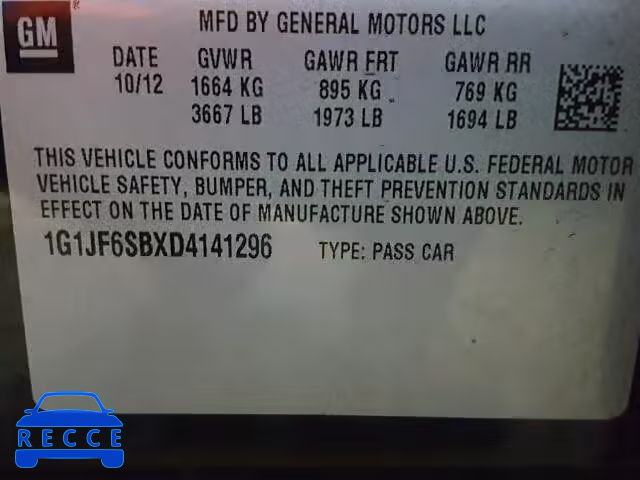 GM
®
MFD BY GENERAL MOTORS LLC
DATE GVWR GAWR FRT GAWR RR
10/12 1664 KG 895 KG 769 KG
3667 LB 1973 LB 1694 LB
THIS VEHICLE CONFORMS TO ALL APPLICABLE U.S. FEDERAL MOTOR
VEHICLE SAFETY, BUMPER, AND THEFT PREVENTION STANDARDS IN
EFFECT ON THE DATE OF MANUFACTURE SHOWN ABOVE.
1G1JF6SBXD4141296 TYPE: PASS CAR
RECCE